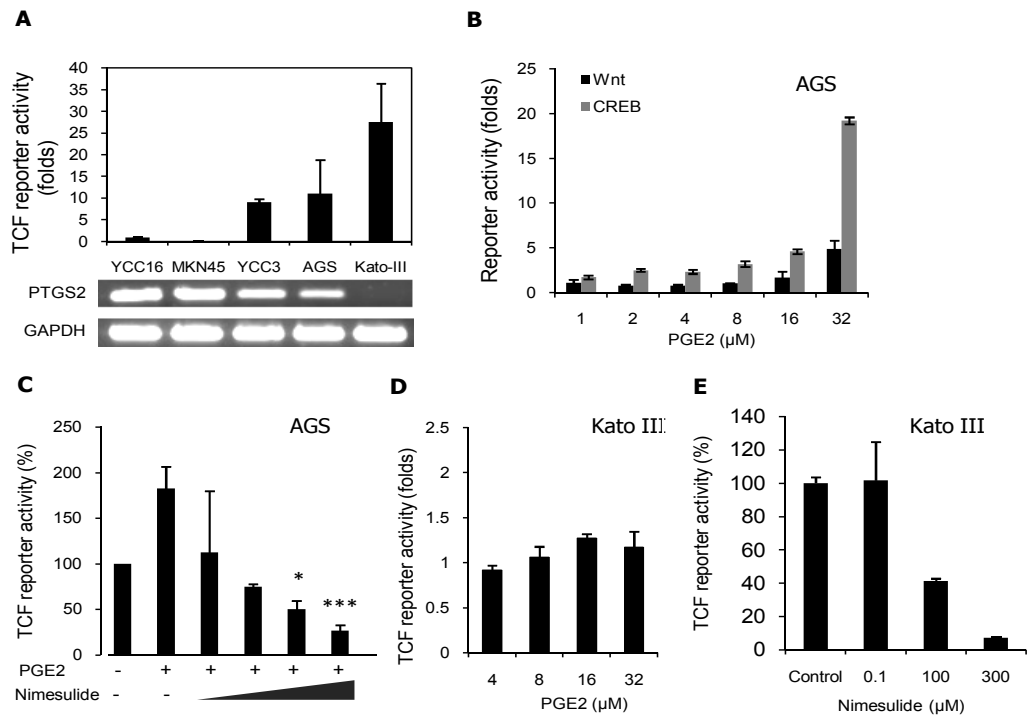 A
TCF reporter activity
(folds)
40
35
30
25
20
15
10
5
0
YCC16 MKN45 YCC3 AGS Kato-III
PTGS2
GAPDH
B
AGS
Wnt
CREB
Reporter activity (folds)
25
20
15
10
5
0
1 2 4 8 16 32
PGE2 (µM)
C
AGS
TCF reporter activity (%)
250
200
150
100
50
0
* ***
PGE2 - + + + + +
Nimesulide - -
D
Kato III
TCF reporter activity (folds)
2.5
2
1.5
1
0.5
0
4 8 16 32
PGE2 (µM)
E
Kato III
TCF reporter activity (%)
140
120
100
80
60
40
20
0
Control 0.1 100 300
Nimesulide (µM)